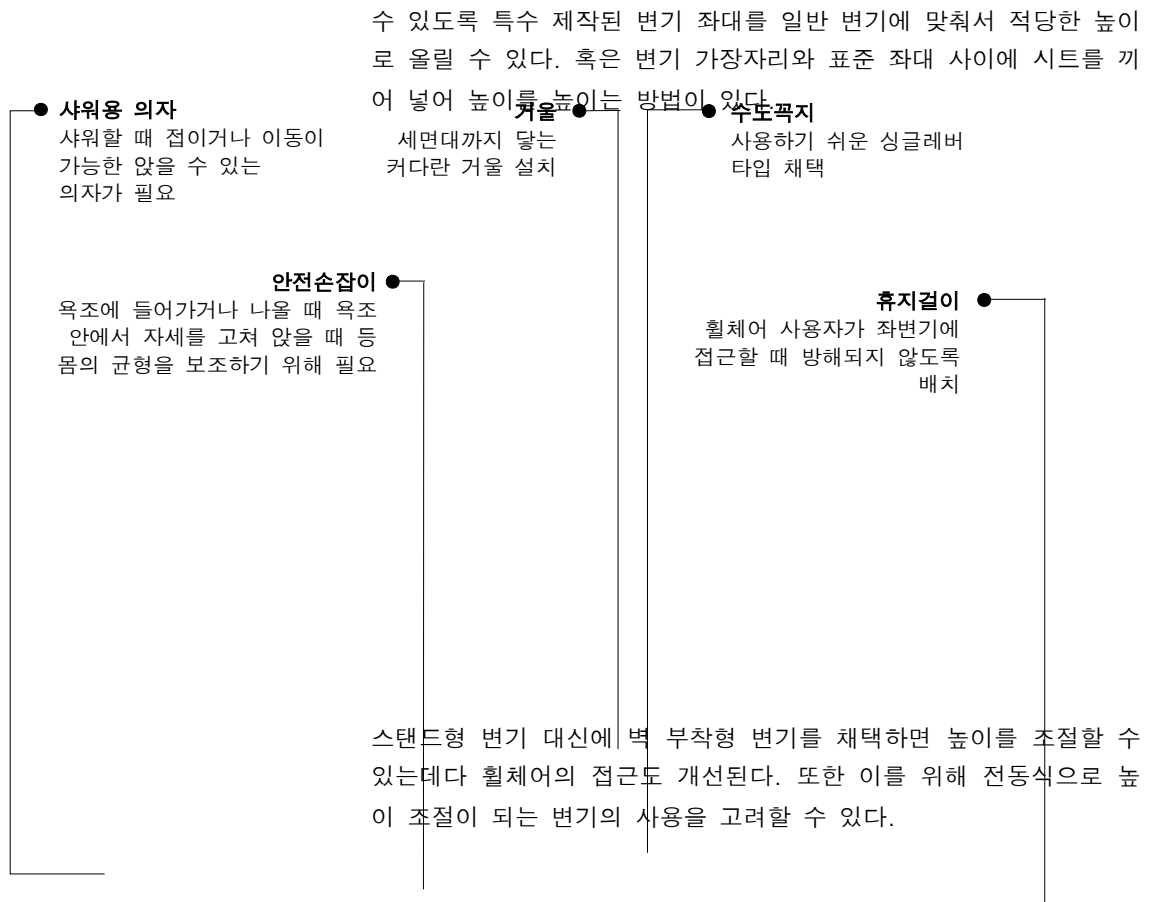 수 있도록 특수 제작된 변기 좌대를 일반 변기에 맞춰서 적당한 높이
로 올릴 수 있다. 혹은 변기 가장자리와 표준 좌대 사이에 시트를 끼
어 넣어 높이를 높이는 방법이 있다.
샤워용 의자
샤워할 때 접이거나 이동이
가능한 앉을 수 있는
의자가 필요
거울
세면대까지 닿는
커다란 거울 설치
수도꼭지
사용하기 쉬운 싱글레버
타입 채택
안전손잡이
욕조에 들어가거나 나올 때 욕조
안에서 자세를 고쳐 앉을 때 등
몸의 균형을 보조하기 위해 필요
휴지걸이
휠체어 사용자가 좌변기에
접근할 때 방해되지 않도록
배치
스탠드형 변기 대신에 벽 부착형 변기를 채택하면 높이를 조절할 수
있는데다 휠체어의 접근도 개선된다. 또한 이를 위해 전동식으로 높
이 조절이 되는 변기의 사용을 고려할 수 있다.